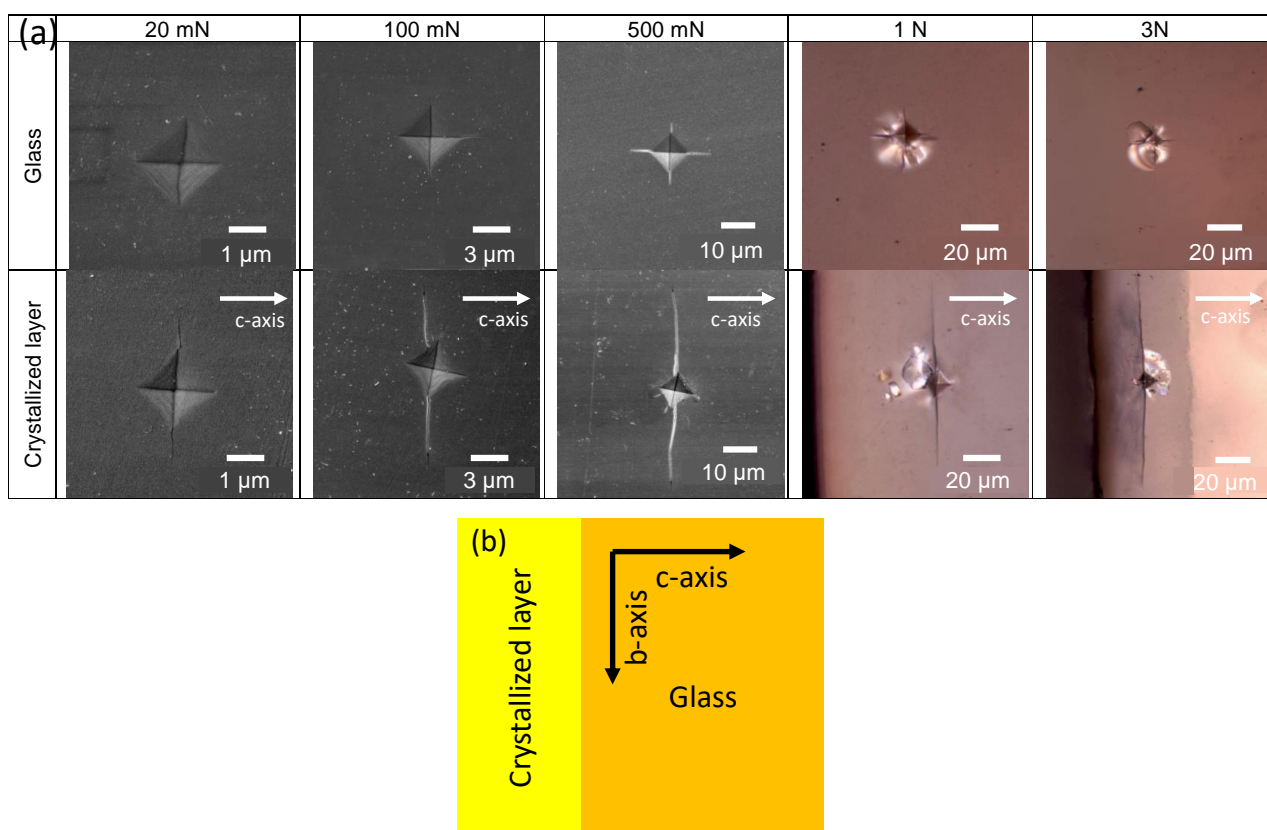 (a)
20 mN 100 mN 500 mN 1 N 3N
Glass
1 µm 3 µm 10 µm 20 µm 20 µm
Crystallized layer
c-axis c-axis c-axis c-axis c-axis
1 µm 3 µm 10 µm 20 µm 20 µm
(b)
Crystallized layer
c-axis
b-axis
Glass